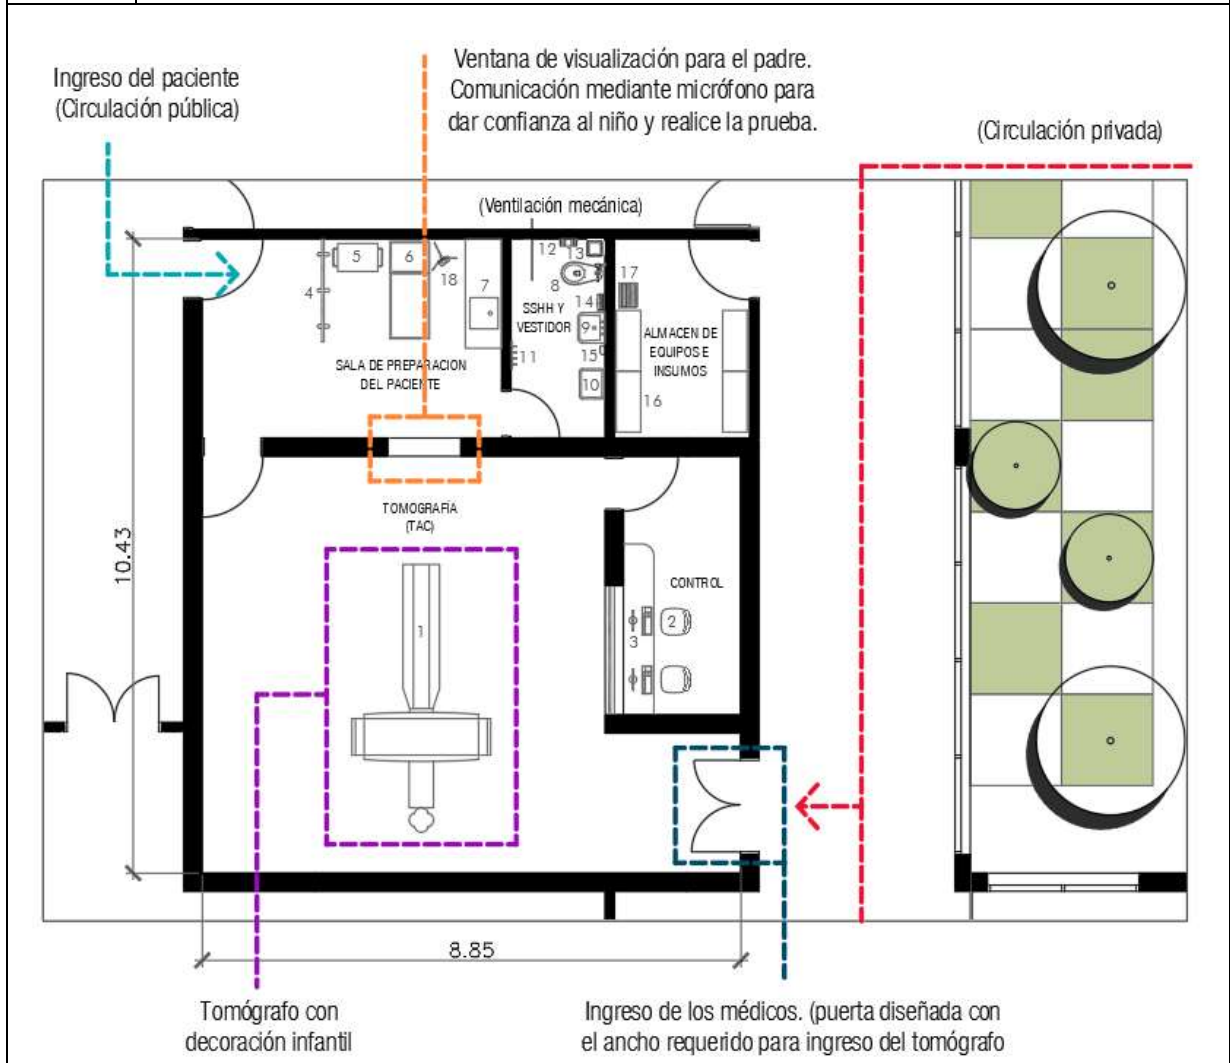 Ingreso del paciente
(Circulación pública)
Ventana de visualización para el padre.
Comunicación mediante micrófono para
dar confianza al niño y realice la prueba.
(Circulación privada)
(Ventilación mecánica)
4
5
6
18
7
12
13
8
14
9
15
10
11
17
16
SSHH Y
VESTIDOR
ALMACEN DE
EQUIPOS E
INSUMOS
SALA DE PREPARACION
DEL PACIENTE
TOMOGRAFÍA
(TAC)
10.43
1
CONTROL
2
3
8.85
Tomógrafo con
decoración infantil
Ingreso de los médicos. (puerta diseñada con
el ancho requerido para ingreso del tomógrafo